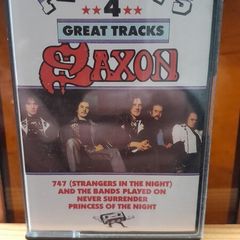 4
GREAT TRACKS
SAXON
747 (STRANGERS IN THE NIGHT)
AND THE BANDS PLAYED ON
NEVER SURRENDER
PRINCESS OF THE NIGHT